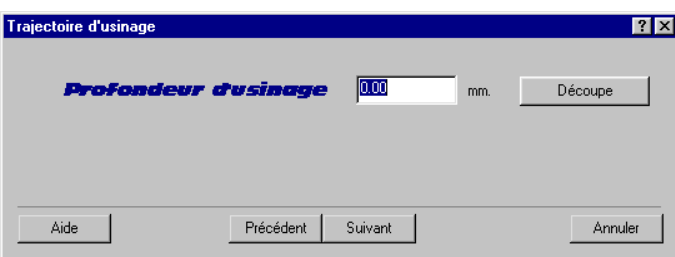 Trajectoire d'usinage
Profondeur d'usinage 0.00 mm. Découpe
Aide Précédent Suivant Annuler